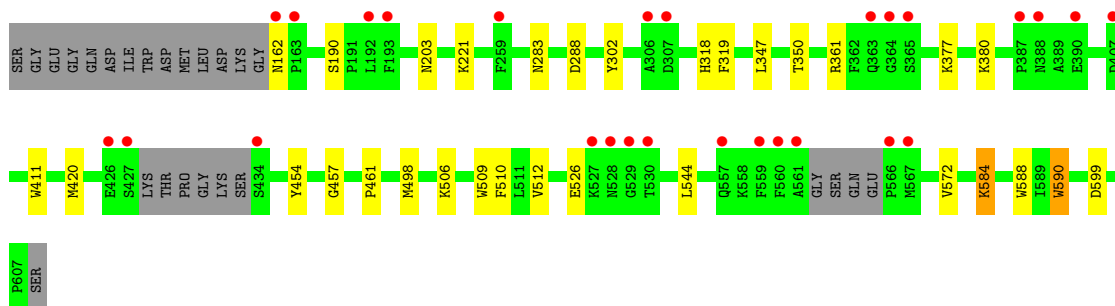 SER GLY GLU GLY GLN ASP ILE TRP ASP MET LEU ASP LYS GLY N162 P163 S190 P191 L192 F193 N203 K221 F259 N283 D288 Y302 A306 D307 H318 F319 L347 T350 R361 F362 Q363 G364 S365 K377 K380 P387 N388 A389 E390
W411 M420 E426 S427 LYS THR PRO GLY LYS SER S434 Y454 G457 P461 M498 K506 W509 F510 L511 V512 E526 K527 N528 G529 T530 L544 Q557 K558 F559 F560 A561 GLY SER GLN GLU P566 M567 V572 K584 W588 I589 W590 D599
P607 SER